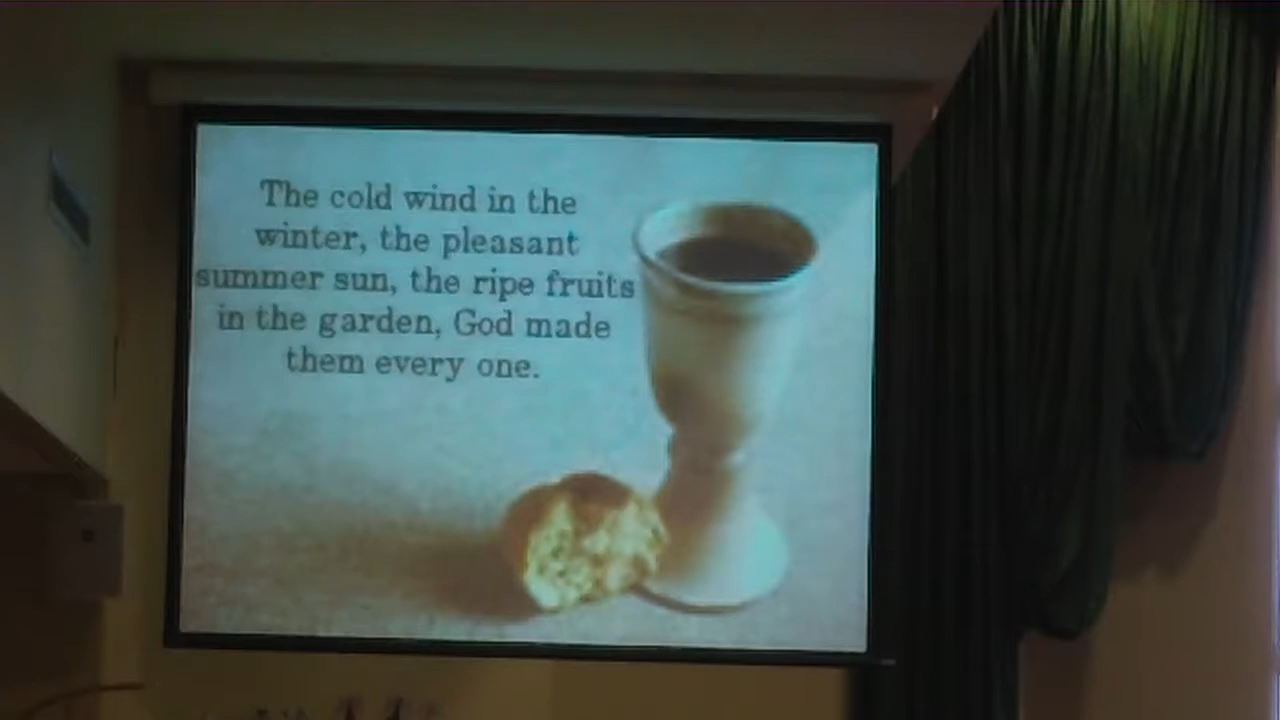 The cold wind in the
winter, the pleasant
summer sun, the ripe fruits
in the garden, God made
them every one.